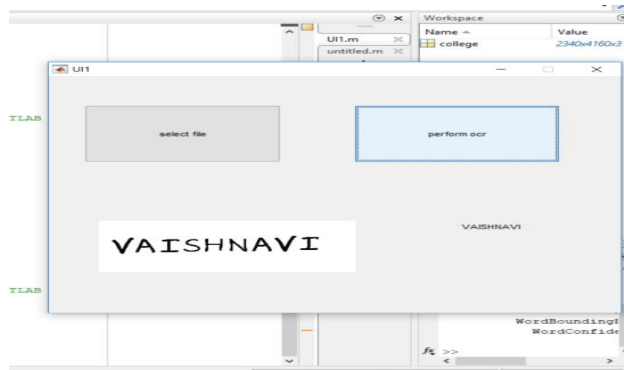 Workspace
UI1.m
untitled.m
Name Value
college 2340x4160x3
UI1
TLAB
select file perform ocr
VAISHNAVI VAISHNAVI
TLAB
WordBoundingB
WordConfide
fx >>